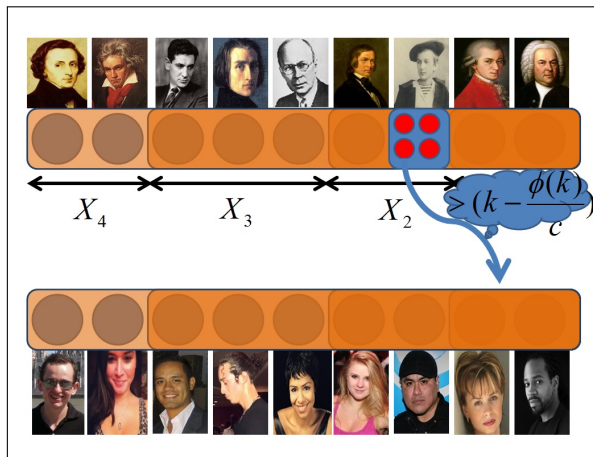 X₄ X₃ X₂
> (k - ϕ(k)/c)